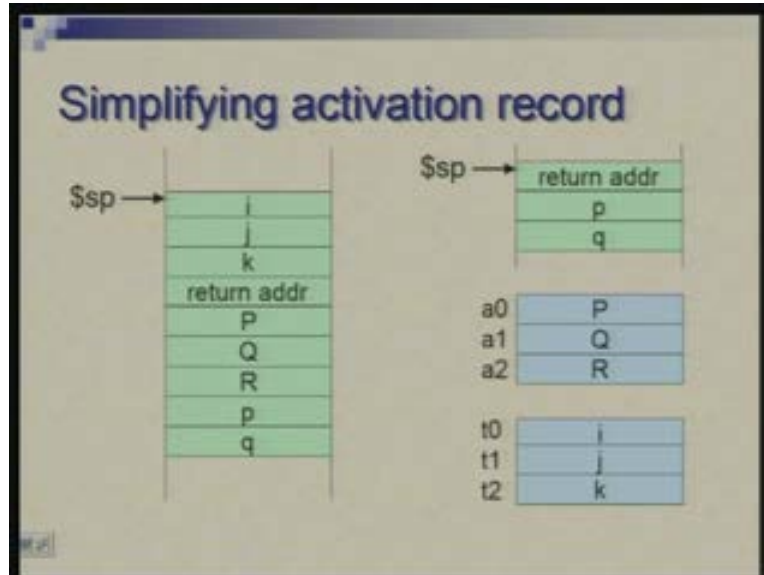 Simplifying activation record
$sp
i
j
k
return addr
P
Q
R
p
q
$sp
return addr
p
q
a0 P
a1 Q
a2 R
t0 i
t1 j
t2 k